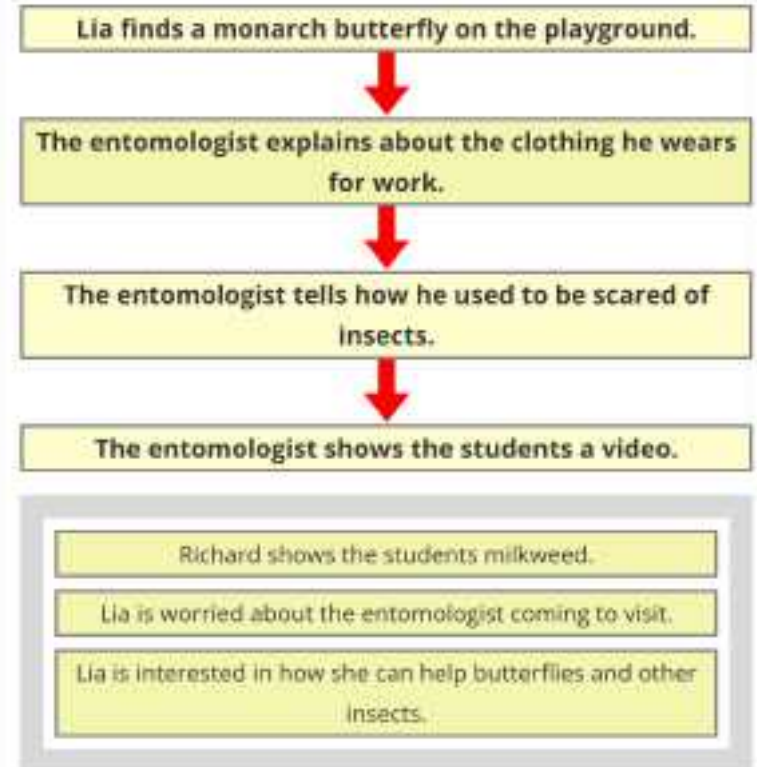 Lia finds a monarch butterfly on the playground.
The entomologist explains about the clothing he wears
for work.
The entomologist tells how he used to be scared of
insects.
The entomologist shows the students a video.
Richard shows the students milkweed.
Lia is worried about the entomologist coming to visit.
Lia is interested in how she can help butterflies and other
insects.